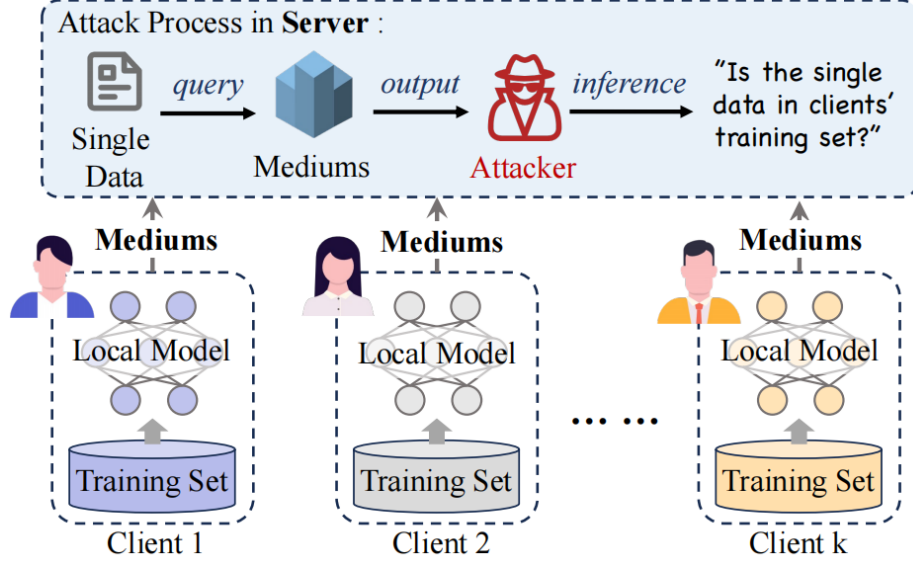 Attack Process in Server :
query
output
inference
Single
Data
Mediums
Attacker
"Is the single
data in clients'
training set?"
Mediums
Mediums
Mediums
Local Model
Local Model
Local Model
... ...
Training Set
Training Set
Training Set
Client 1
Client 2
Client k